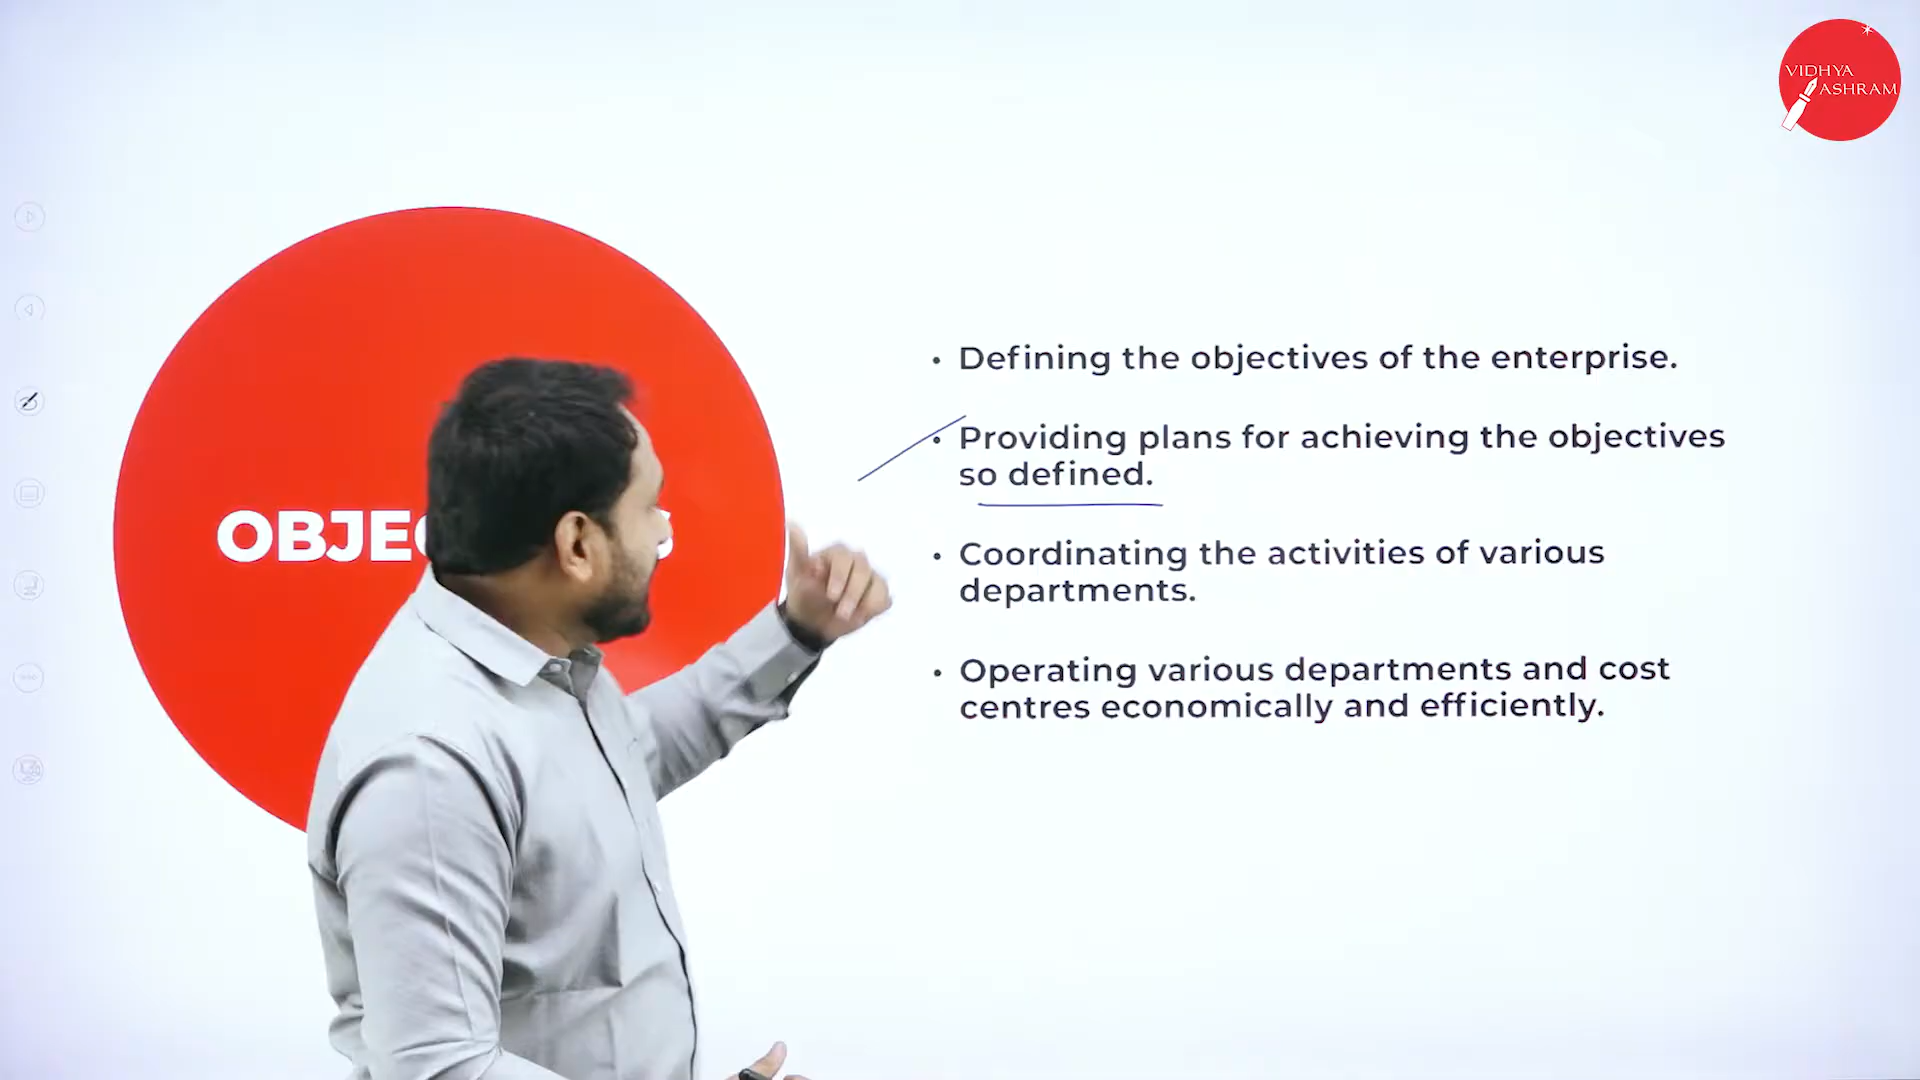 VIDHYA
ASHRAM
• Defining the objectives of the enterprise.
• Providing plans for achieving the objectives
so defined.
• Coordinating the activities of various
departments.
• Operating various departments and cost
centres economically and efficiently.